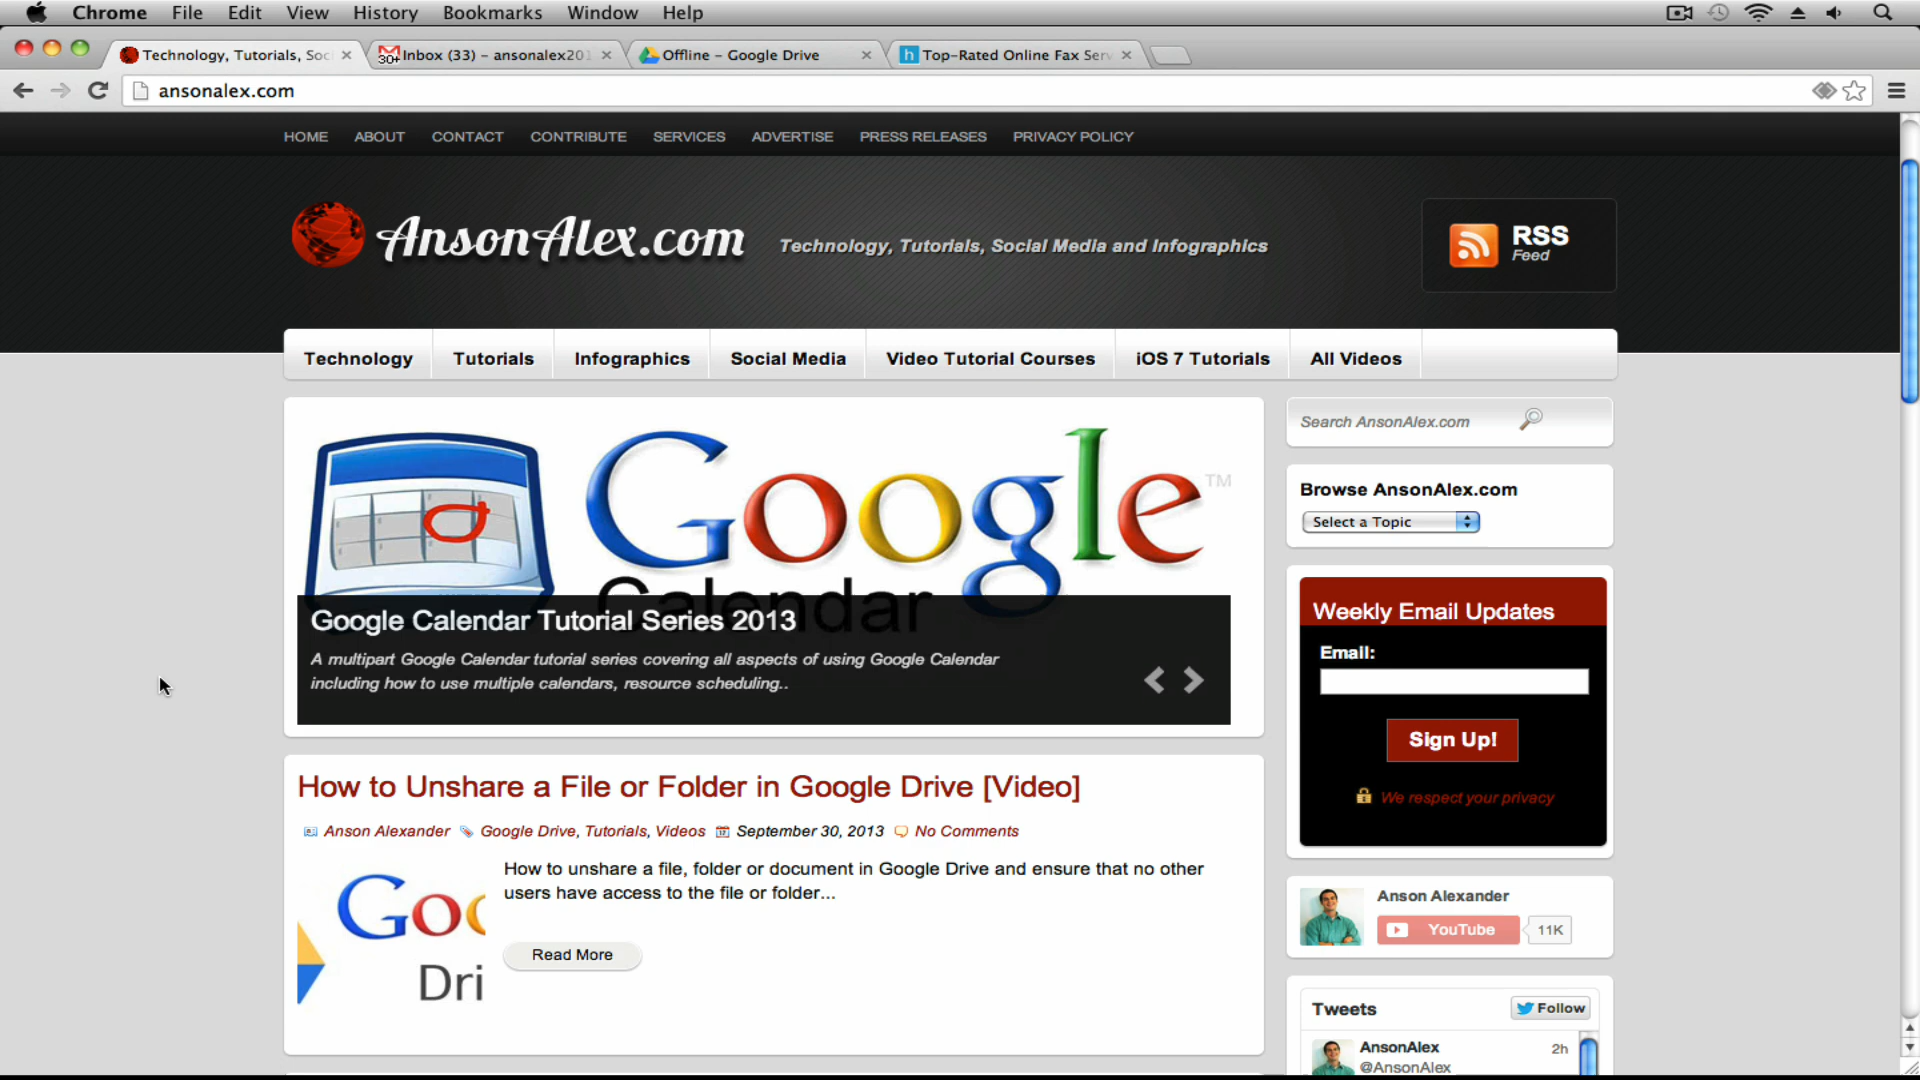 Chrome File Edit View History Bookmarks Window Help
Technology, Tutorials, Soc
30+ Inbox (33) – ansonalex201
Offline – Google Drive
h Top-Rated Online Fax Serv
ansonalex.com
HOME ABOUT CONTACT CONTRIBUTE SERVICES ADVERTISE PRESS RELEASES PRIVACY POLICY
AnsonAlex.com
Technology, Tutorials, Social Media and Infographics
RSS
Feed
Technology Tutorials Infographics Social Media Video Tutorial Courses iOS 7 Tutorials All Videos
Google™
Calendar
Google Calendar Tutorial Series 2013
A multipart Google Calendar tutorial series covering all aspects of using Google Calendar
including how to use multiple calendars, resource scheduling..
How to Unshare a File or Folder in Google Drive [Video]
Anson Alexander Google Drive, Tutorials, Videos September 30, 2013 No Comments
How to unshare a file, folder or document in Google Drive and ensure that no other
users have access to the file or folder...
Goo
Dri
Read More
Search AnsonAlex.com
Browse AnsonAlex.com
Select a Topic
Weekly Email Updates
Email:
Sign Up!
We respect your privacy
Anson Alexander
YouTube 11K
Tweets
Follow
AnsonAlex 2h
@AnsonAlex